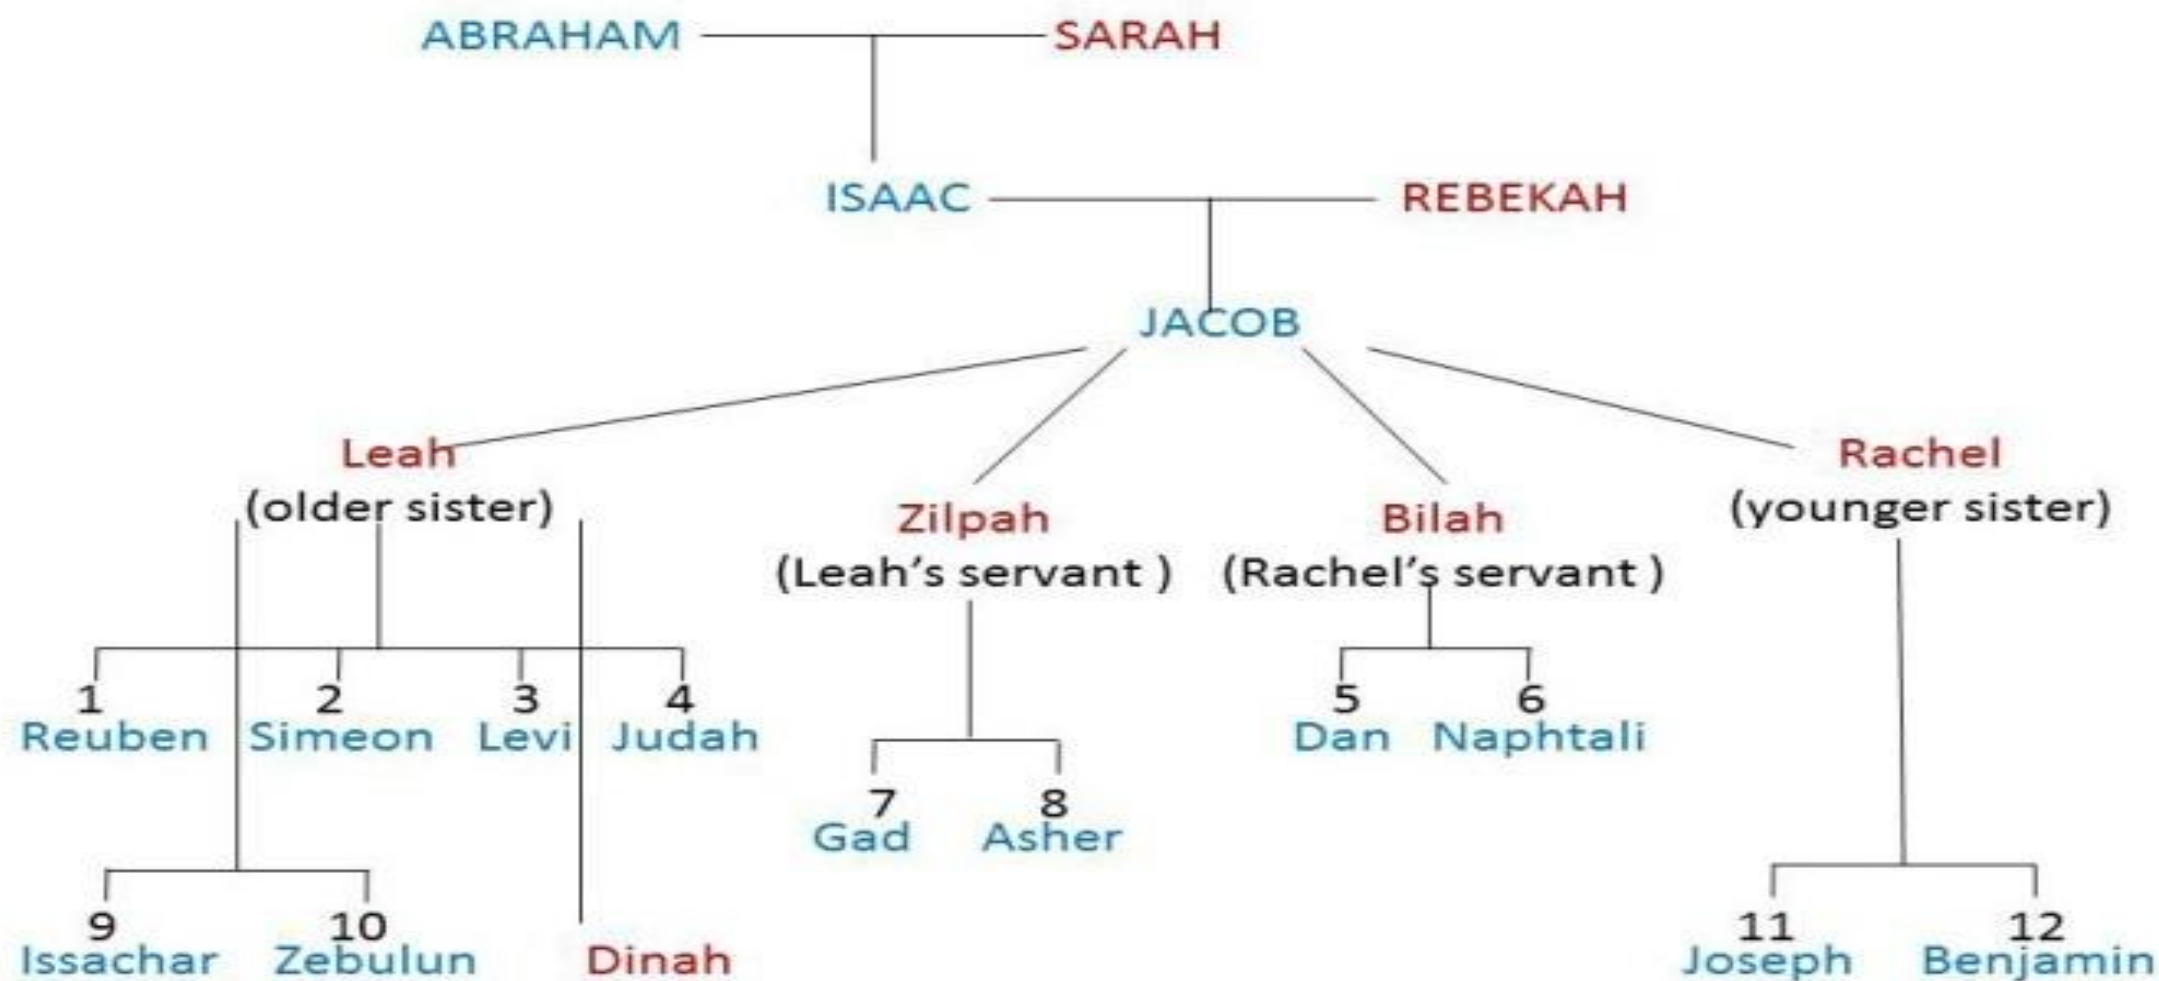 ABRAHAM SARAH
ISAAC REBEKAH
JACOB
Leah Rachel
(older sister) (younger sister)
Zilpah Bilah
(Leah's servant ) (Rachel's servant )
1 2 3 4 5 6
Reuben Simeon Levi Judah Dan Naphtali
7 8
Gad Asher
9 10 11 12
Issachar Zebulun Dinah Joseph Benjamin